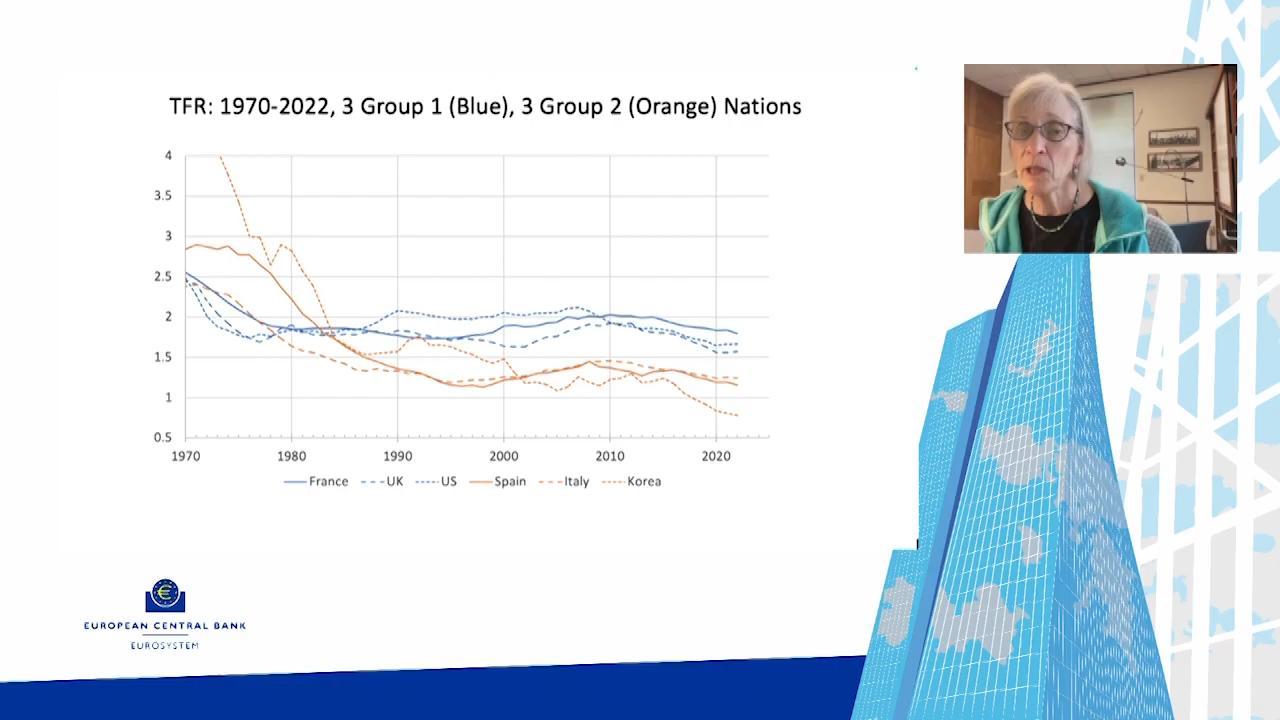 TFR: 1970-2022, 3 Group 1 (Blue), 3 Group 2 (Orange) Nations
4
3.5
3
2.5
2
1.5
1
0.5
1970 1980 1990 2000 2010 2020
France UK US Spain Italy Korea
€
EUROPEAN CENTRAL BANK
EUROSYSTEM